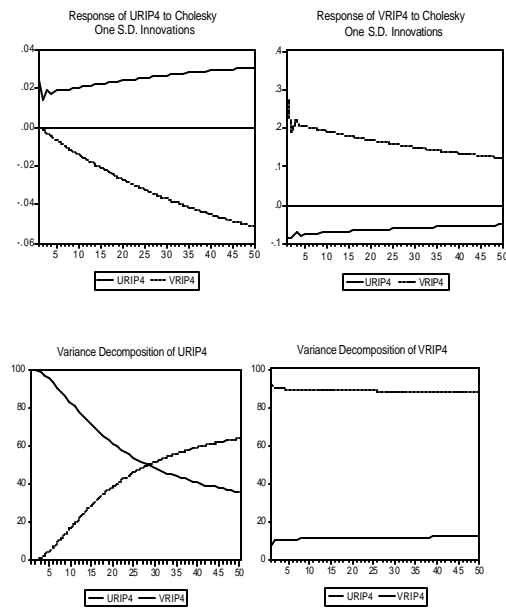 Response of URIP4 to Cholesky
One S.D. Innovations
.04
.02
.00
-.02
-.04
-.06
5 10 15 20 25 30 35 40 45 50
URIP4 VRIP4
Response of VRIP4 to Cholesky
One S.D. Innovations
.4
.3
.2
.1
.0
-.1
5 10 15 20 25 30 35 40 45 50
URIP4 VRIP4
Variance Decomposition of URIP4
100
80
60
40
20
0
5 10 15 20 25 30 35 40 45 50
URIP4 VRIP4
Variance Decomposition of VRIP4
100
80
60
40
20
0
5 10 15 20 25 30 35 40 45 50
URIP4 VRIP4